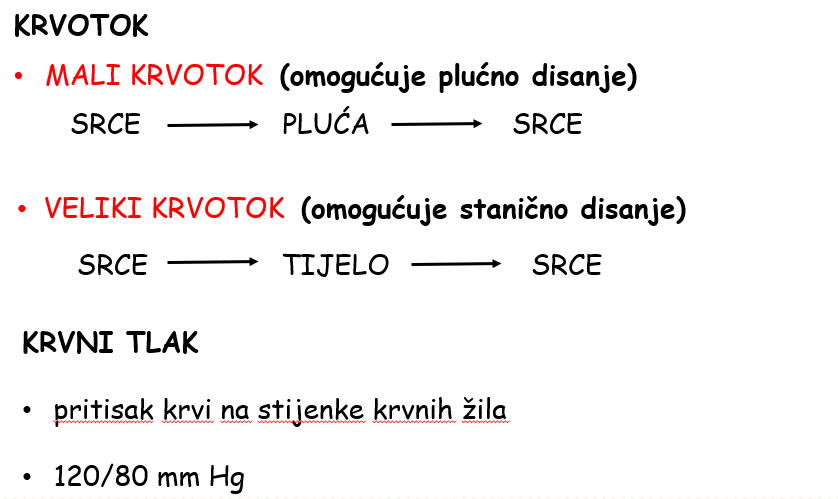 KRVOTOK
• MALI KRVOTOK (omogućuje plućno disanje)
SRCE → PLUĆA → SRCE
• VELIKI KRVOTOK (omogućuje stanično disanje)
SRCE → TIJELO → SRCE
KRVNI TLAK
• pritisak krvi na stijenke krvnih žila
• 120/80 mm Hg